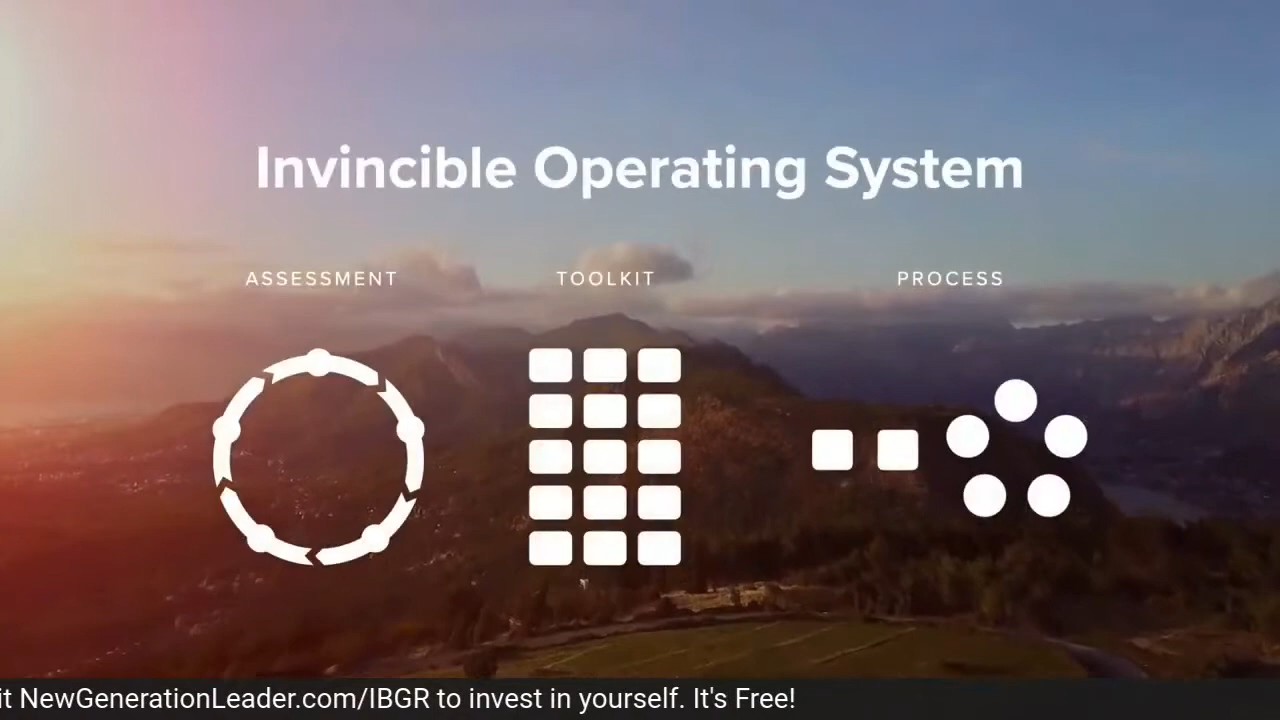 Invincible Operating System
ASSESSMENT TOOLKIT PROCESS
it NewGenerationLeader.com/IBGR to invest in yourself. It's Free!